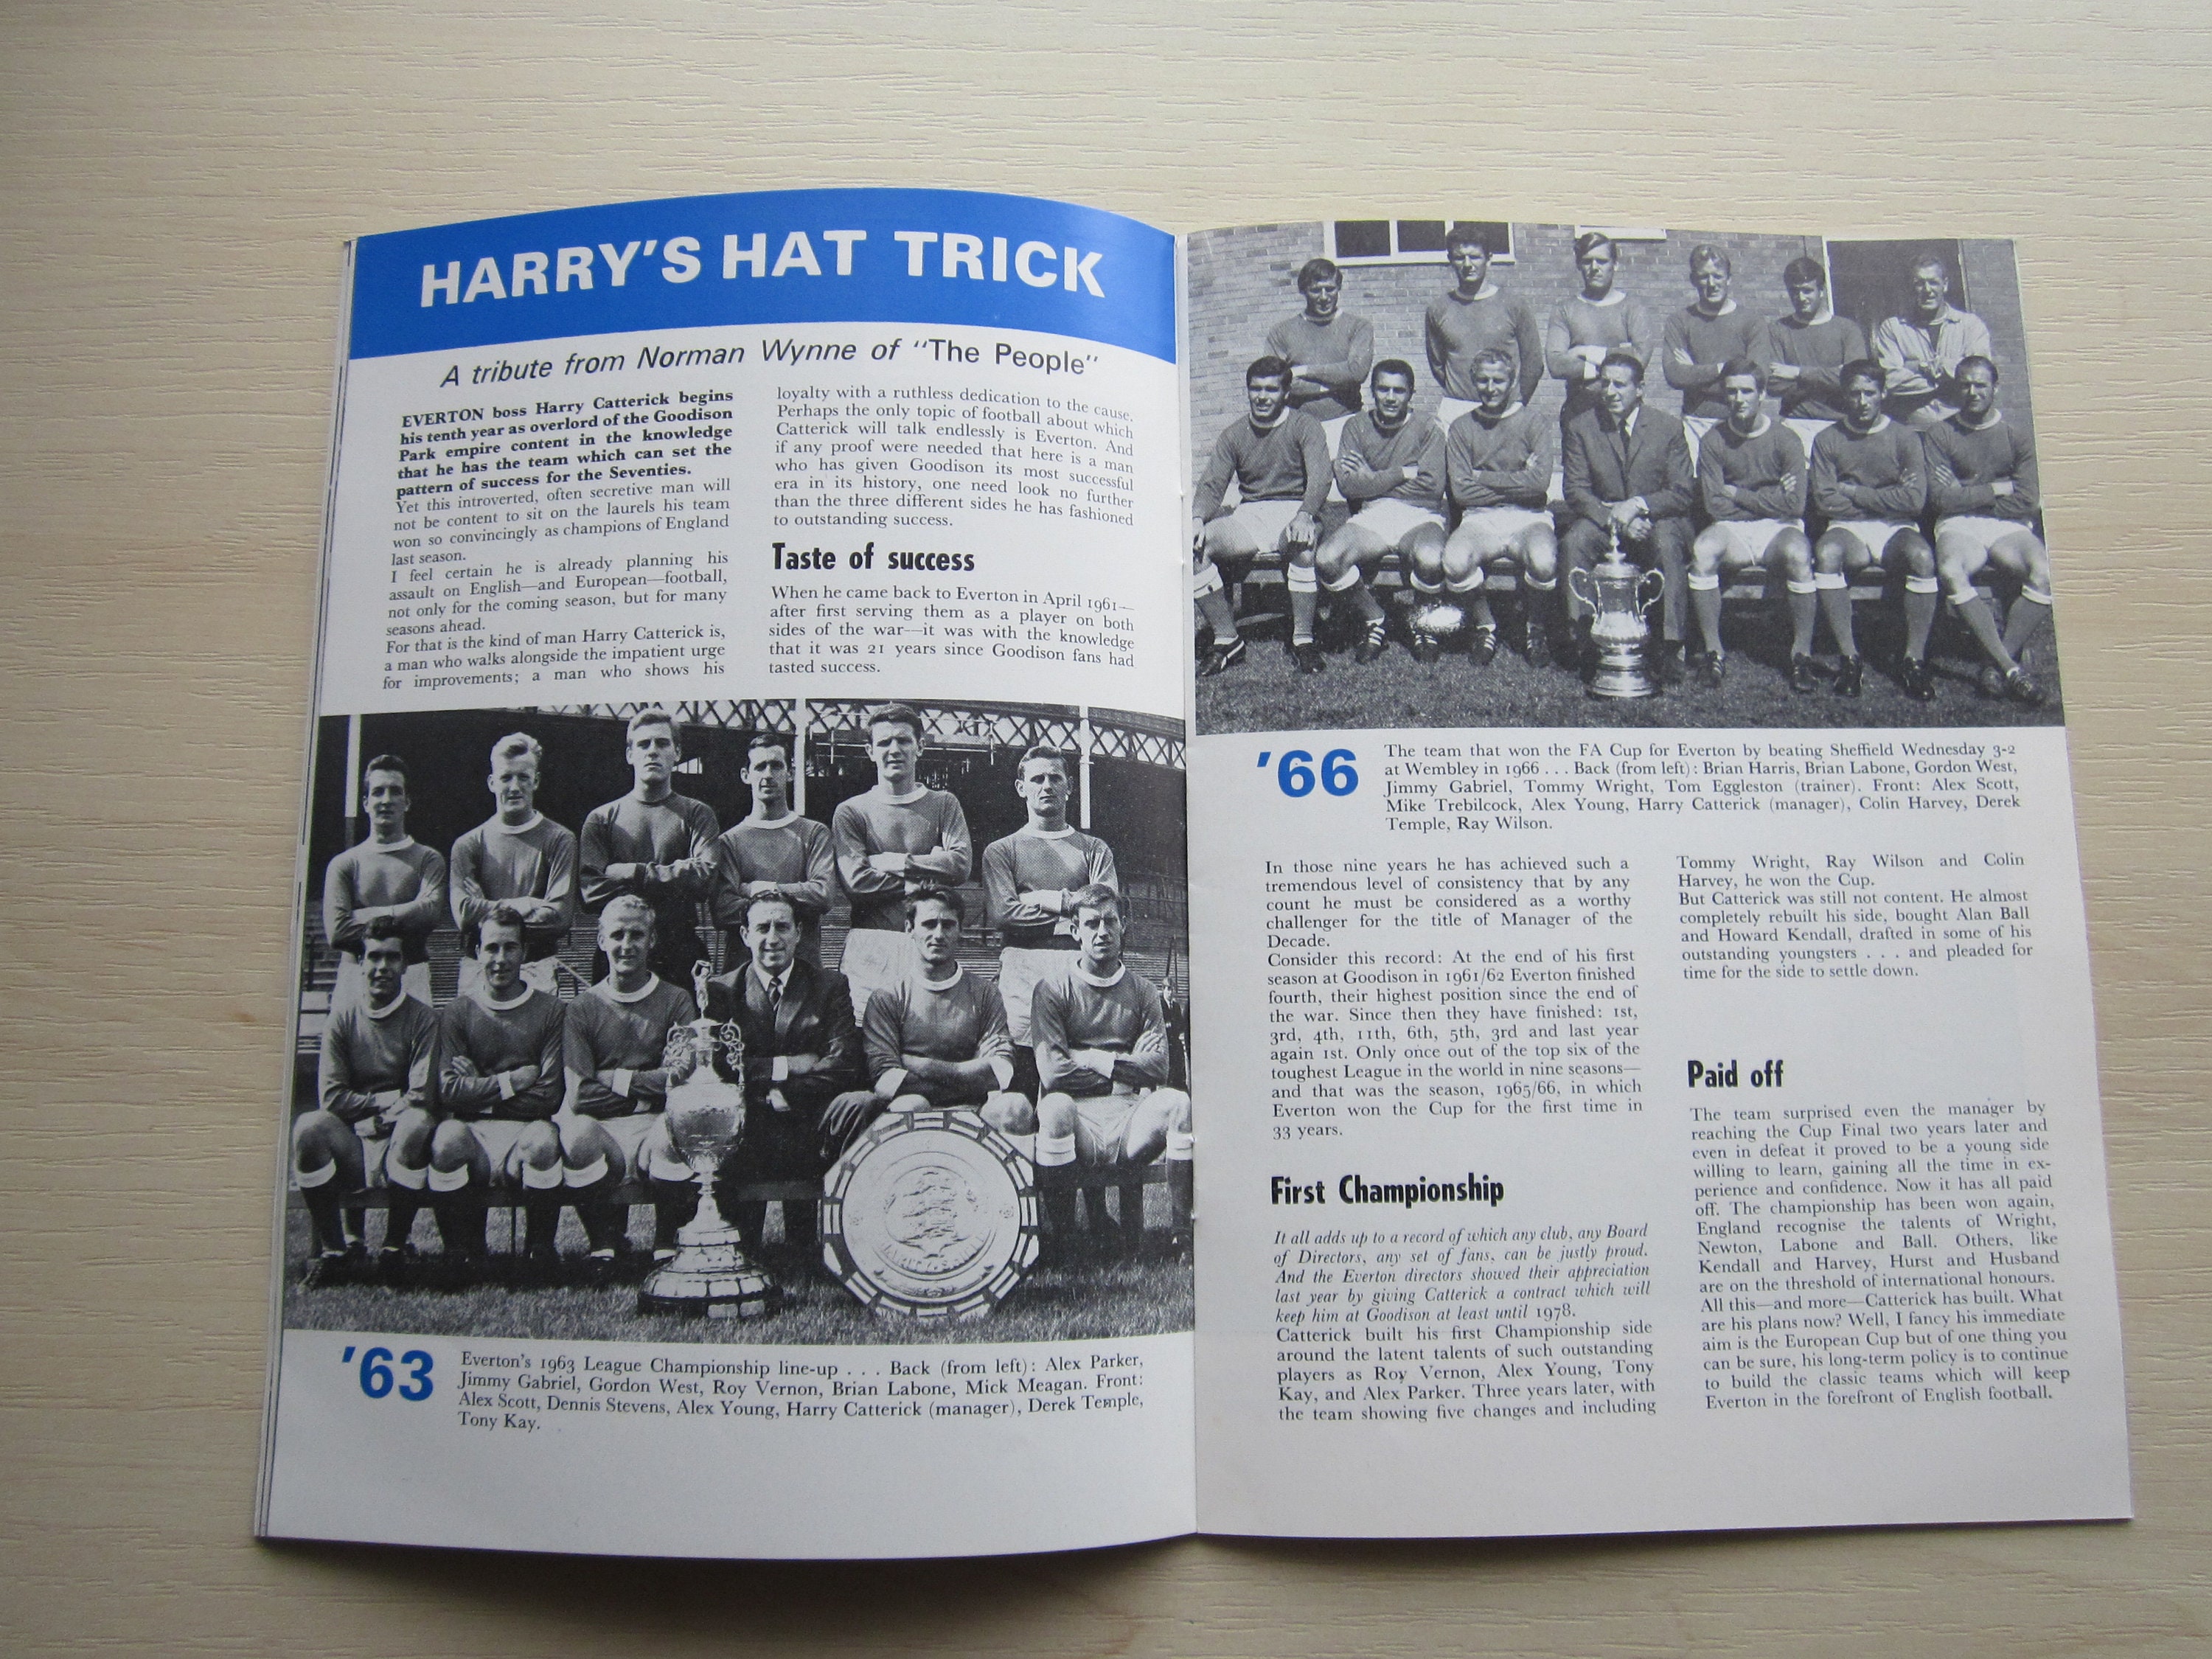 HARRY'S HAT TRICK
A tribute from Norman Wynne of "The People"
EVERTON boss Harry Catterick begins
his tenth year as overlord of the Goodison
Park empire content in the knowledge
that he has the team which can set the
pattern of success for the Seventies.
Yet this introverted, often secretive man will
not be content to sit on the laurels his team
won so convincingly as champions of England
last season.
I feel certain he is already planning his
assault on English—and European—football,
not only for the coming season, but for many
seasons ahead.
For that is the kind of man Harry Catterick is,
a man who walks alongside the impatient urge
for improvements; a man who shows his
loyalty with a ruthless dedication to the cause.
Perhaps the only topic of football about which
Catterick will talk endlessly is Everton. And
if any proof were needed that here is a man
who has given Goodison its most successful
era in its history, one need look no further
than the three different sides he has fashioned
to outstanding success.
Taste of success
When he came back to Everton in April 1961—
after first serving them as a player on both
sides of the war—it was with the knowledge
that it was 21 years since Goodison fans had
tasted success.
'63
Everton's 1963 League Championship line-up . . . Back (from left): Alex Parker,
Jimmy Gabriel, Gordon West, Roy Vernon, Brian Labone, Mick Meagan. Front:
Alex Scott, Dennis Stevens, Alex Young, Harry Catterick (manager), Derek Temple,
Tony Kay.
'66
The team that won the FA Cup for Everton by beating Sheffield Wednesday 3-2
at Wembley in 1966 . . . Back (from left): Brian Harris, Brian Labone, Gordon West,
Jimmy Gabriel, Tommy Wright, Tom Eggleston (trainer). Front: Alex Scott,
Mike Trebilcock, Alex Young, Harry Catterick (manager), Colin Harvey, Derek
Temple, Ray Wilson.
In those nine years he has achieved such a
tremendous level of consistency that by any
count he must be considered as a worthy
challenger for the title of Manager of the
Decade.
Consider this record: At the end of his first
season at Goodison in 1961/62 Everton finished
fourth, their highest position since the end of
the war. Since then they have finished: 1st,
3rd, 4th, 11th, 6th, 5th, 3rd and last year
again 1st. Only once out of the top six of the
toughest League in the world in nine seasons—
and that was the season, 1965/66, in which
Everton won the Cup for the first time in
33 years.
First Championship
It all adds up to a record of which any club, any Board
of Directors, any set of fans, can be justly proud.
And the Everton directors showed their appreciation
last year by giving Catterick a contract which will
keep him at Goodison at least until 1978.
Catterick built his first Championship side
around the latent talents of such outstanding
players as Roy Vernon, Alex Young, Tony
Kay, and Alex Parker. Three years later, with
the team showing five changes and including
Tommy Wright, Ray Wilson and Colin
Harvey, he won the Cup.
But Catterick was still not content. He almost
completely rebuilt his side, bought Alan Ball
and Howard Kendall, drafted in some of his
outstanding youngsters . . . and pleaded for
time for the side to settle down.
Paid off
The team surprised even the manager by
reaching the Cup Final two years later and
even in defeat it proved to be a young side
willing to learn, gaining all the time in ex-
perience and confidence. Now it has all paid
off. The championship has been won again,
England recognise the talents of Wright,
Newton, Labone and Ball. Others, like
Kendall and Harvey, Hurst and Husband
are on the threshold of international honours.
All this—and more—Catterick has built. What
are his plans now? Well, I fancy his immediate
aim is the European Cup but of one thing you
can be sure, his long-term policy is to continue
to build the classic teams which will keep
Everton in the forefront of English football.